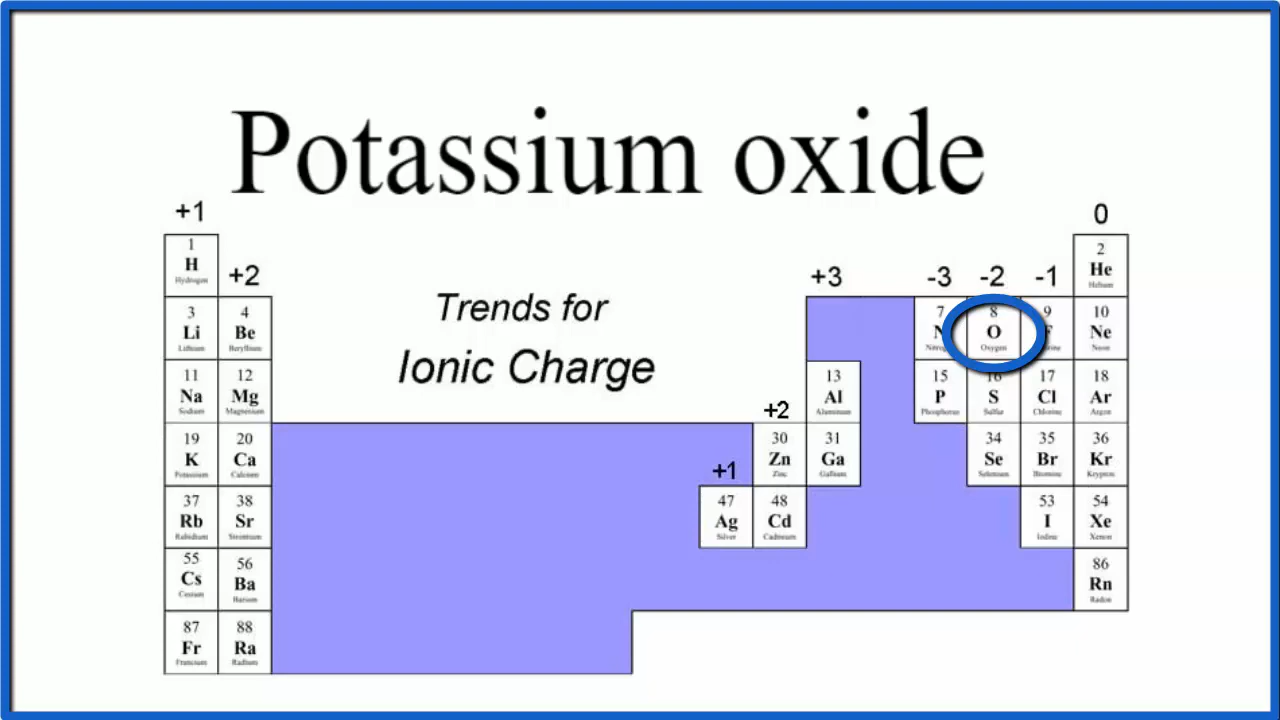 Potassium oxide
+1
0
1
H
Hydrogen
+2
+3
-3
-2
-1
2
He
Helium
Trends for
Ionic Charge
3
Li
Lithium
4
Be
Beryllium
7
8
O
Oxygen
9
10
Ne
Neon
11
Na
Sodium
12
Mg
Magnesium
13
Al
Aluminum
15
P
Phosphorus
16
S
Sulfur
17
Cl
Chlorine
18
Ar
Argon
+2
19
K
Potassium
20
Ca
Calcium
30
Zn
Zinc
31
Ga
Gallium
34
Se
Selenium
35
Br
Bromine
36
Kr
Krypton
+1
37
Rb
Rubidium
38
Sr
Strontium
47
Ag
Silver
48
Cd
Cadmium
53
I
Iodine
54
Xe
Xenon
55
Cs
Cesium
56
Ba
Barium
86
Rn
Radon
87
Fr
Francium
88
Ra
Radium